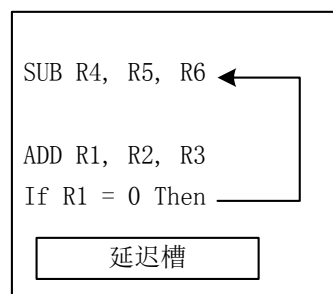 SUB R4, R5, R6
ADD R1, R2, R3
If R1 = 0 Then
延迟槽